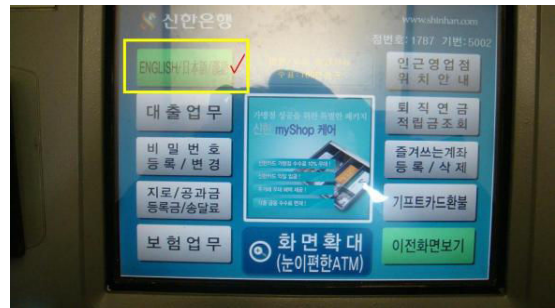 신한은행
www.shinhan.com
점번호: 1787 기번: 5002
ENGLISH/日本語/漢語
인근영업점
위치안내
대출업무
퇴직연금
적립금조회
신한 myShop 케어
비밀번호
등록/변경
즐겨쓰는계좌
등록/삭제
지로/공과금
등록금/송달료
기프트카드환불
보험업무
화면확대
(눈이편한ATM)
이전화면보기